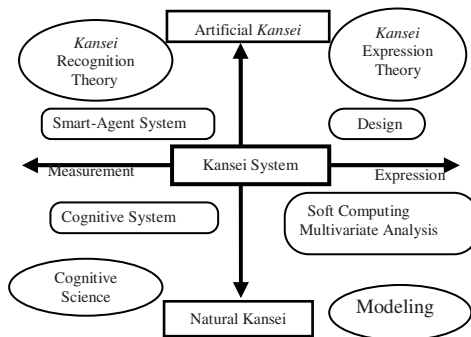 Kansei
Recognition
Theory
Artificial Kansei
Kansei
Expression
Theory
Smart-Agent System
Design
Measurement
Kansei System
Expression
Cognitive System
Soft Computing
Multivariate Analysis
Cognitive
Science
Natural Kansei
Modeling